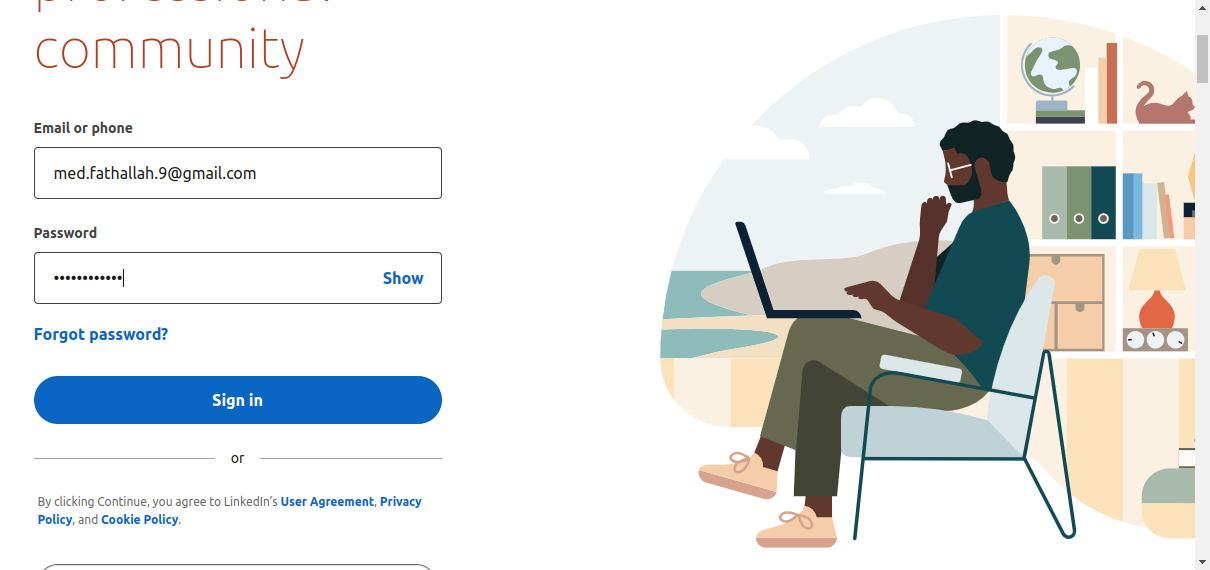 community
Email or phone
med.fathallah.9@gmail.com
Password
•••••••••••• Show
Forgot password?
Sign in
or
By clicking Continue, you agree to LinkedIn's User Agreement, Privacy
Policy, and Cookie Policy.